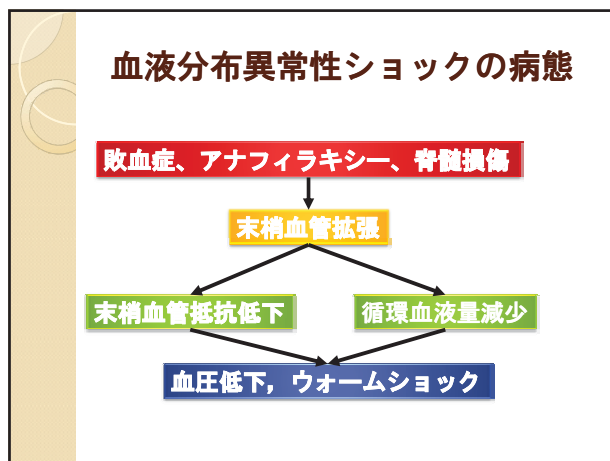 血液分布異常性ショックの病態
敗血症、アナフィラキシー、脊髄損傷
末梢血管拡張
末梢血管抵抗低下
循環血液量減少
血圧低下，ウォームショック